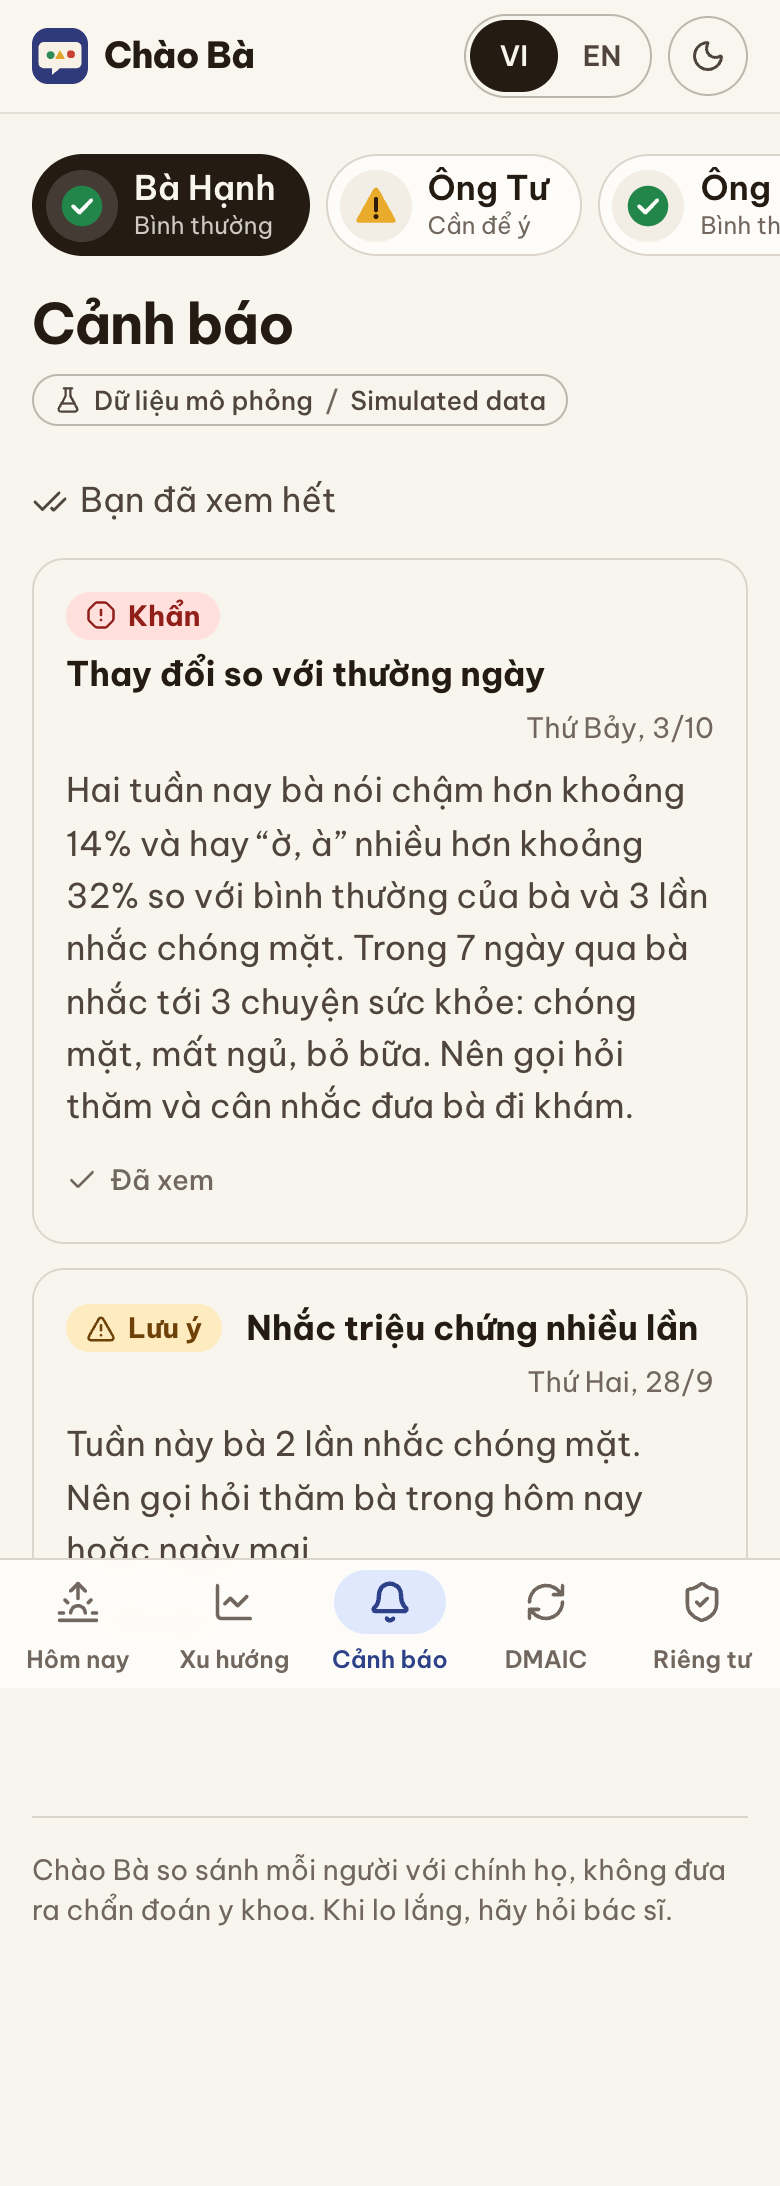 Chào Bà
VI EN
Bà Hạnh
Bình thường
Ông Tư
Cần để ý
Ông
Bình th
Cảnh báo
Dữ liệu mô phỏng / Simulated data
Bạn đã xem hết
Khẩn
Thay đổi so với thường ngày
Thứ Bảy, 3/10
Hai tuần nay bà nói chậm hơn khoảng
14% và hay “ờ, à” nhiều hơn khoảng
32% so với bình thường của bà và 3 lần
nhắc chóng mặt. Trong 7 ngày qua bà
nhắc tới 3 chuyện sức khỏe: chóng
mặt, mất ngủ, bỏ bữa. Nên gọi hỏi
thăm và cân nhắc đưa bà đi khám.
Đã xem
Lưu ý Nhắc triệu chứng nhiều lần
Thứ Hai, 28/9
Tuần này bà 2 lần nhắc chóng mặt.
Nên gọi hỏi thăm bà trong hôm nay
hoặc ngày mai
Hôm nay Xu hướng Cảnh báo DMAIC Riêng tư
Chào Bà so sánh mỗi người với chính họ, không đưa
ra chẩn đoán y khoa. Khi lo lắng, hãy hỏi bác sĩ.